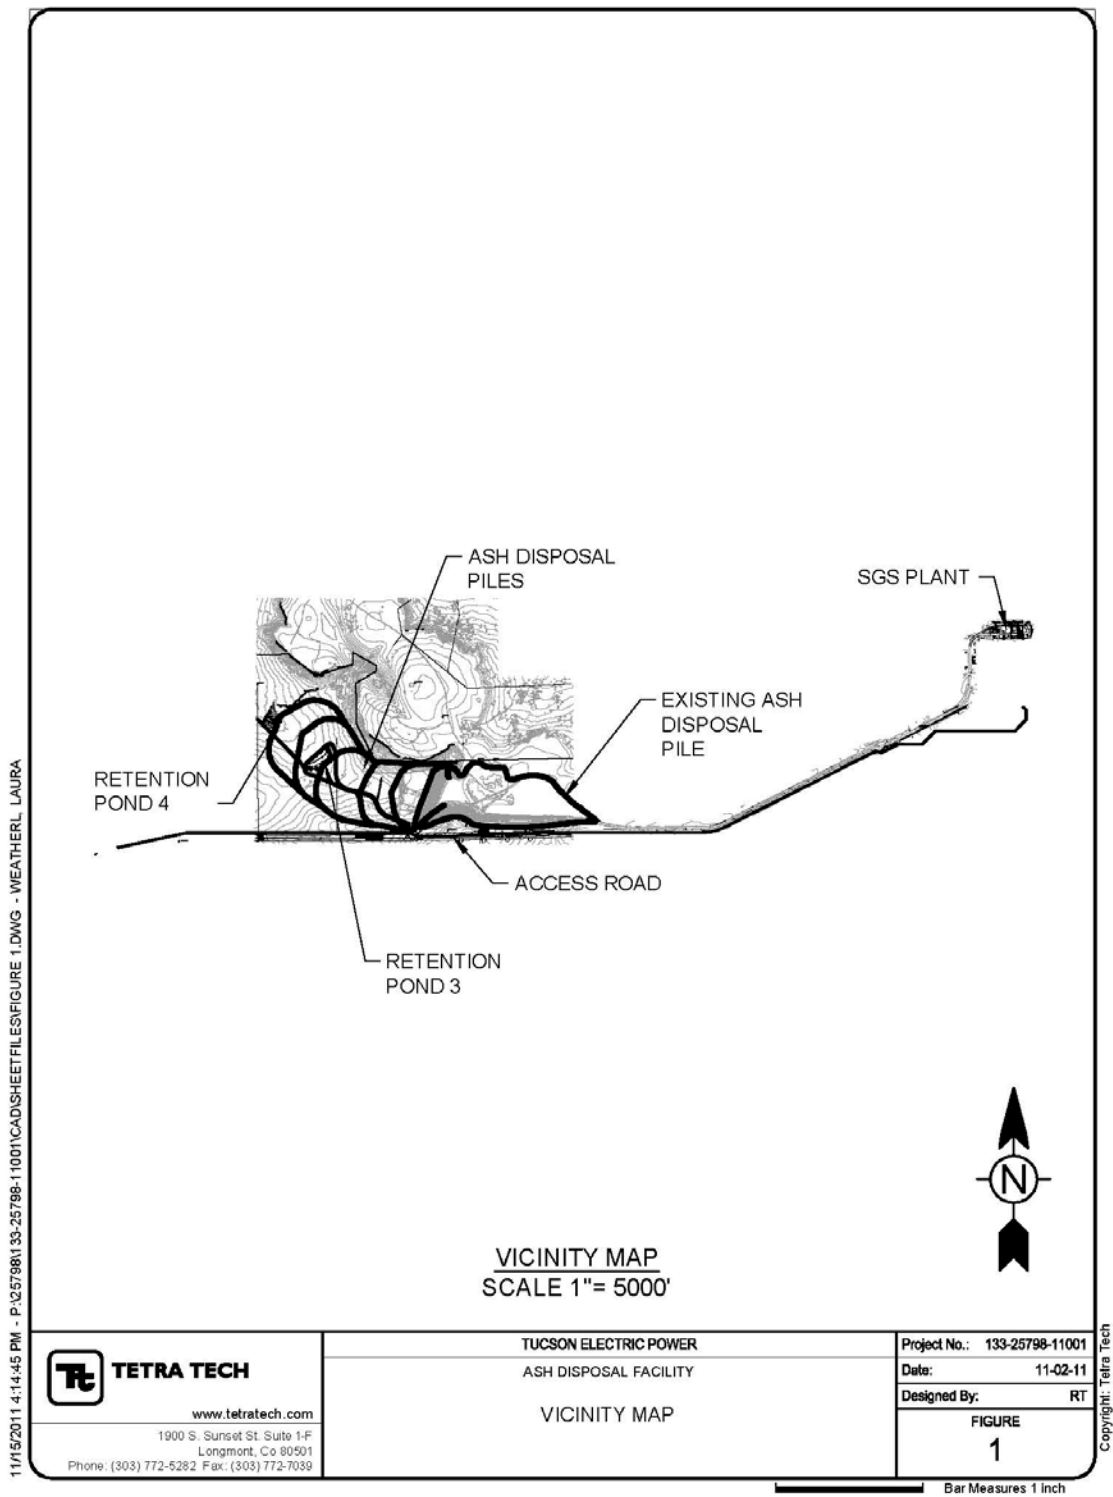 ASH DISPOSAL
PILES
SGS PLANT
EXISTING ASH
DISPOSAL
PILE
RETENTION
POND 4
ACCESS ROAD
RETENTION
POND 3
N
VICINITY MAP
SCALE 1"= 5000'
11/15/2011 4:14:45 PM - P:\25798\133-25798-11001\CAD\SHEETFILES\FIGURE 1.DWG - WEATHERL, LAURA
Tt
TETRA TECH
www.tetratech.com
1900 S. Sunset St. Suite 1-F
Longmont, Co 80501
Phone: (303) 772-5282 Fax: (303) 772-7039
TUCSON ELECTRIC POWER
ASH DISPOSAL FACILITY
VICINITY MAP
Project No.: 133-25798-11001
Date: 11-02-11
Designed By: RT
FIGURE
1
Copyright: Tetra Tech
Bar Measures 1 inch